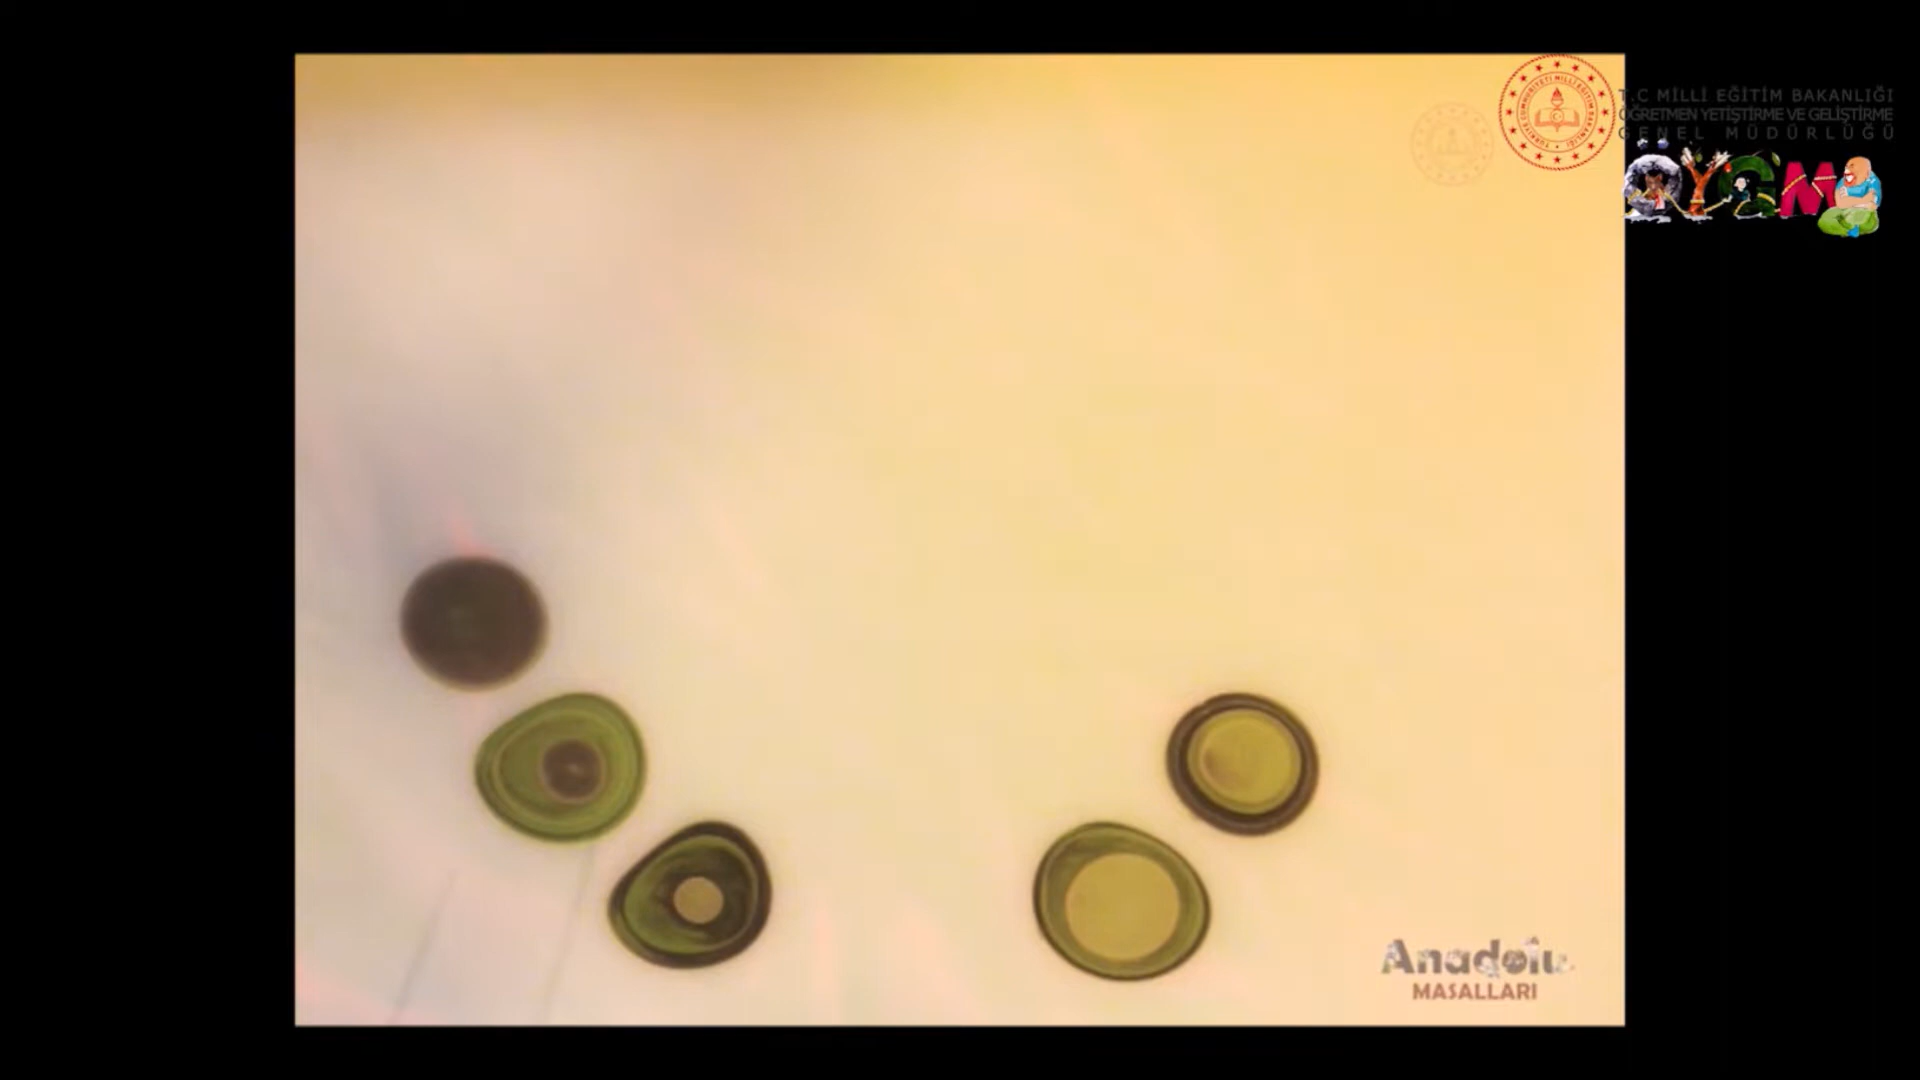 T.C MİLLİ EĞİTİM BAKANLIĞI
ÖĞRETMEN YETİŞTİRME VE GELİŞTİRME
GENEL MÜDÜRLÜĞÜ
ÖYGM
Anadolu
MASALLARI